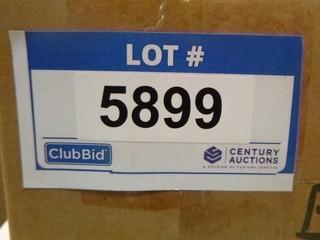 LOT #
5899
ClubBid
CENTURY
AUCTIONS
A DIVISION OF CENTURY SERVICES